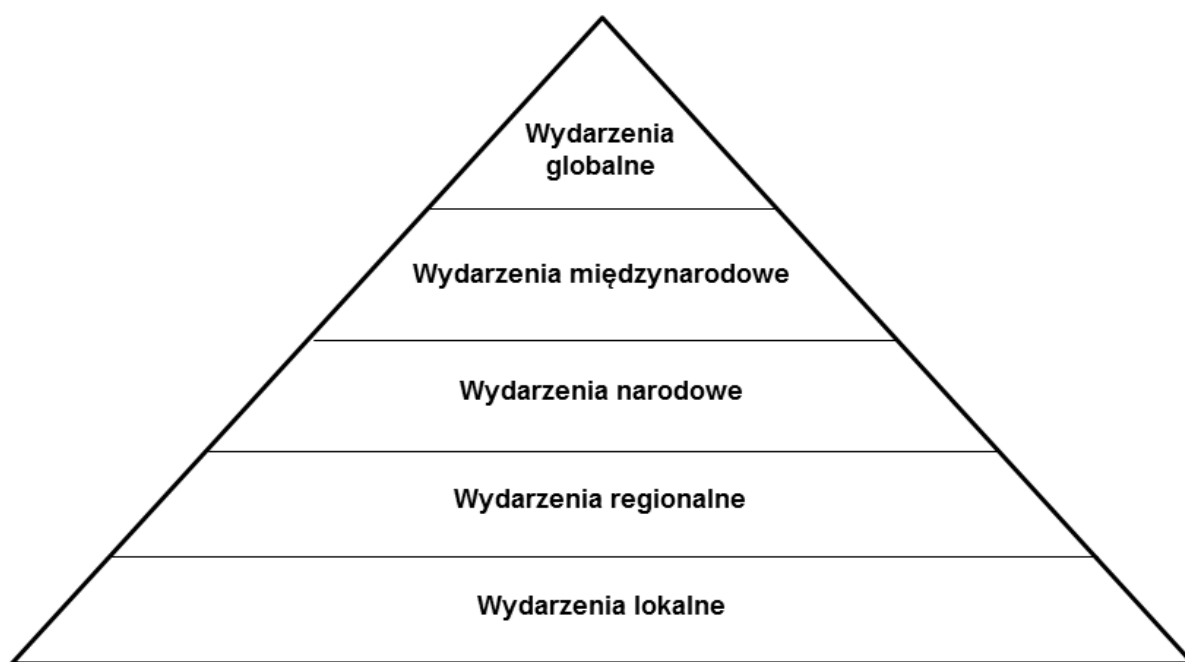 Wydarzenia
globalne
Wydarzenia międzynarodowe
Wydarzenia narodowe
Wydarzenia regionalne
Wydarzenia lokalne